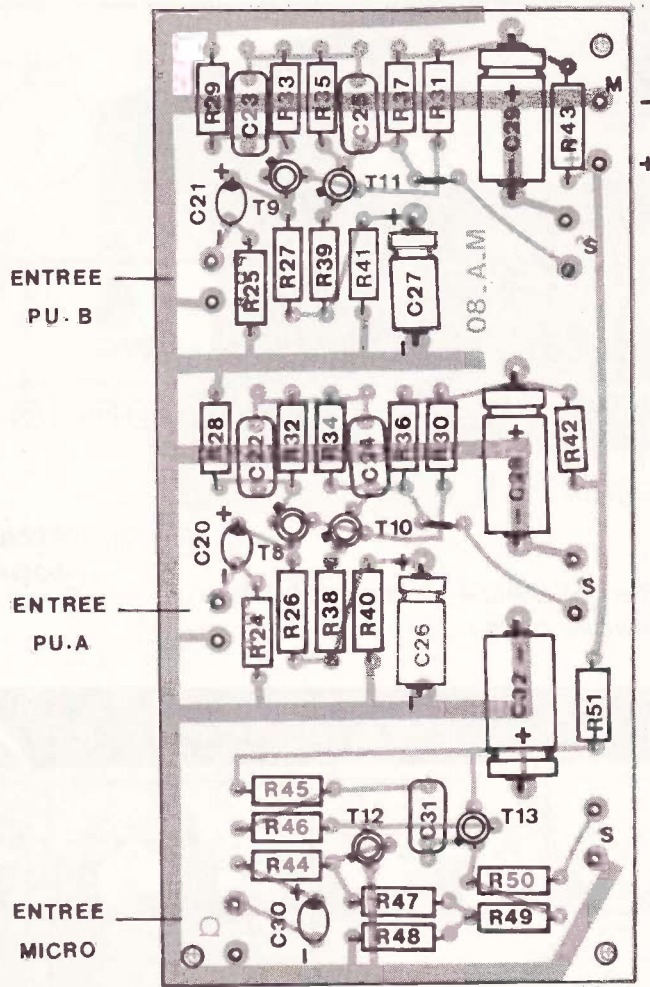 R29 C23 R33 R35 C25 R37 R31 C29 R43 M
+
-
+
C21 T9 T11
-
S
R25 R27 R39 R41 C27
ENTREE
PU-B
08_A.M
R28 C22 R32 R34 C24 R36 R30 C28 R42
+
C20 T8 T10
-
ENTREE
PU.A
R24 R26 R38 R40 C26
S
C32
+
R51
R45
R46 T12 C31 T13
R44
S
R50
C30 R47
R49
R48
ENTREE
MICRO